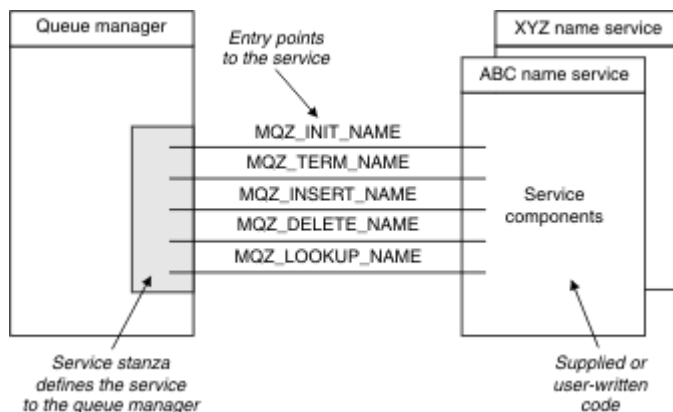 Queue manager
Entry points
to the service
XYZ name service
ABC name service
MQZ_INIT_NAME
MQZ_TERM_NAME
MQZ_INSERT_NAME
MQZ_DELETE_NAME
MQZ_LOOKUP_NAME
Service
components
Service stanza
defines the service
to the queue manager
Supplied or
user-written
code